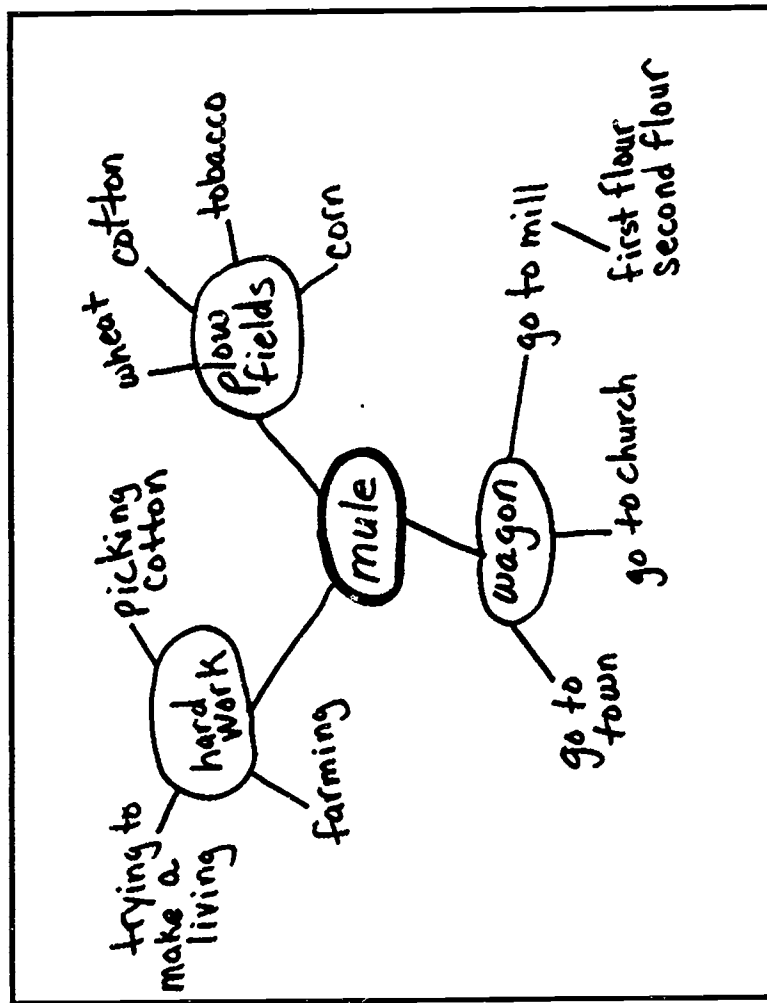 trying to
make a
living
hard
work
picking
cotton
farming
plow
fields
wheat
cotton
tobacco
corn
mule
wagon
go to
town
go to church
go to mill
first flour
second flour